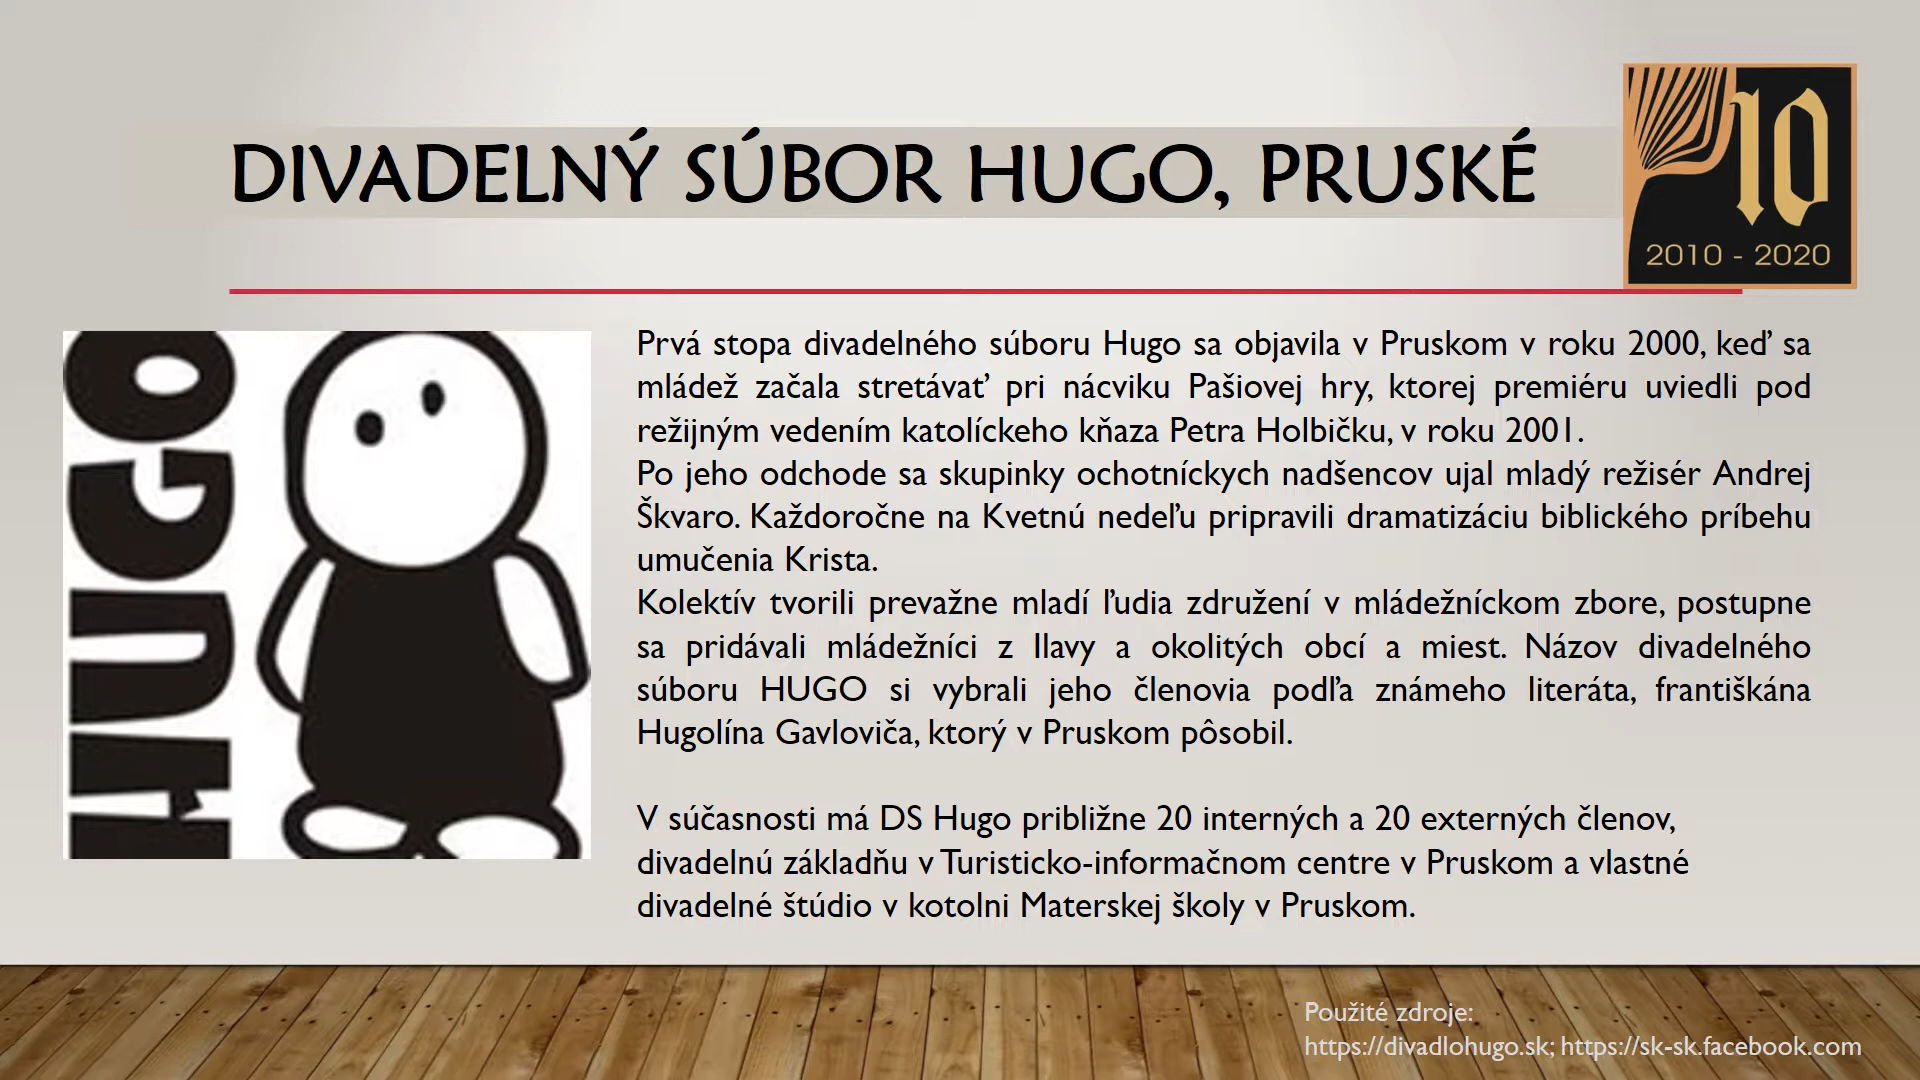 DIVADELNÝ SÚBOR HUGO, PRUSKÉ
10
2010 - 2020
HUGO
Prvá stopa divadelného súboru Hugo sa objavila v Pruskom v roku 2000, keď sa
mládež začala stretávať pri nácviku Pašiovej hry, ktorej premiéru uviedli pod
režijným vedením katolíckeho kňaza Petra Holbičku, v roku 2001.
Po jeho odchode sa skupinky ochotníckych nadšencov ujal mladý režisér Andrej
Škvaro. Každoročne na Kvetnú nedeľu pripravili dramatizáciu biblického príbehu
umučenia Krista.
Kolektív tvorili prevažne mladí ľudia združení v mládežníckom zbore, postupne
sa pridávali mládežníci z Ilavy a okolitých obcí a miest. Názov divadelného
súboru HUGO si vybrali jeho členovia podľa známeho literáta, františkána
Hugolína Gavloviča, ktorý v Pruskom pôsobil.
V súčasnosti má DS Hugo približne 20 interných a 20 externých členov,
divadelnú základňu v Turisticko-informačnom centre v Pruskom a vlastné
divadelné štúdio v kotolni Materskej školy v Pruskom.
Použité zdroje:
https://divadlohugo.sk; https://sk-sk.facebook.com